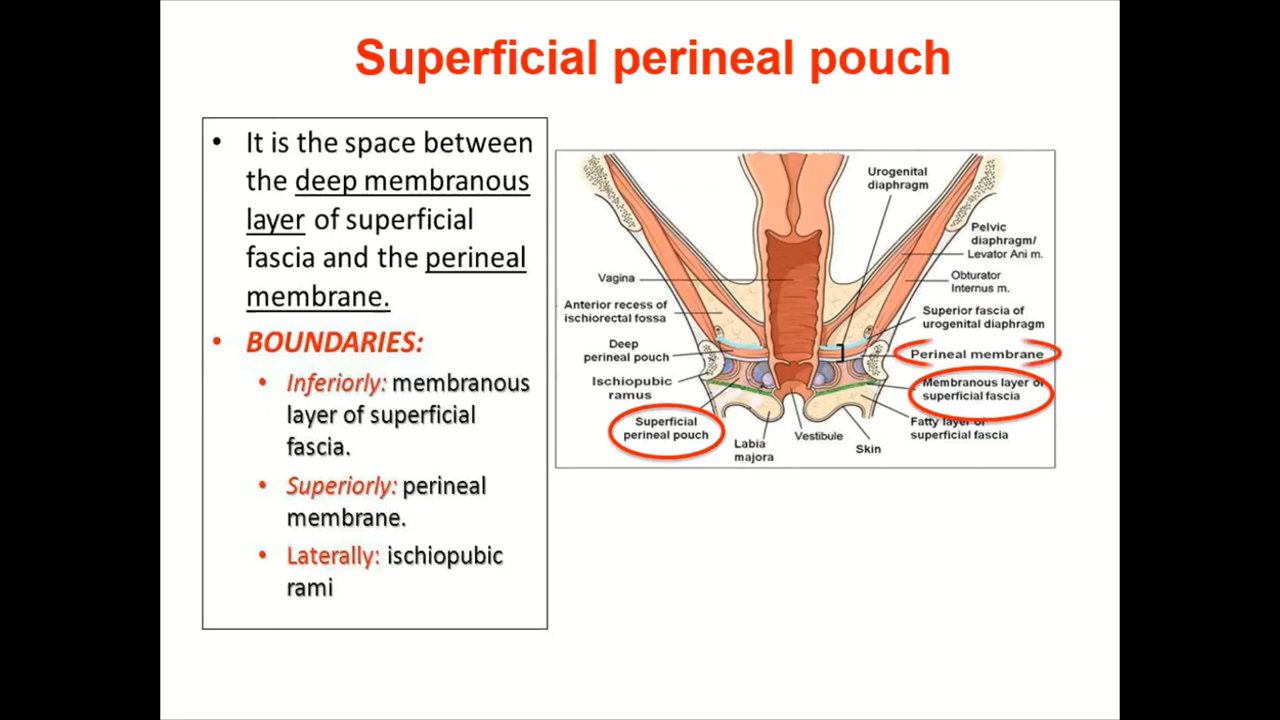 Superficial perineal pouch
• It is the space between
the deep membranous
layer of superficial
fascia and the perineal
membrane.
• BOUNDARIES:
• Inferiorly: membranous
layer of superficial
fascia.
• Superiorly: perineal
membrane.
• Laterally: ischiopubic
rami
Urogenital
diaphragm
Pelvic
diaphragm/
Levator Ani m.
Vagina
Obturator
Internus m.
Anterior recess of
ischiorectal fossa
Superior fascia of
urogenital diaphragm
Deep
perineal pouch
Perineal membrane
Ischiopubic
ramus
Membranous layer of
superficial fascia
Superficial
perineal pouch
Fatty layer of
superficial fascia
Labia
majora
Vestibule
Skin